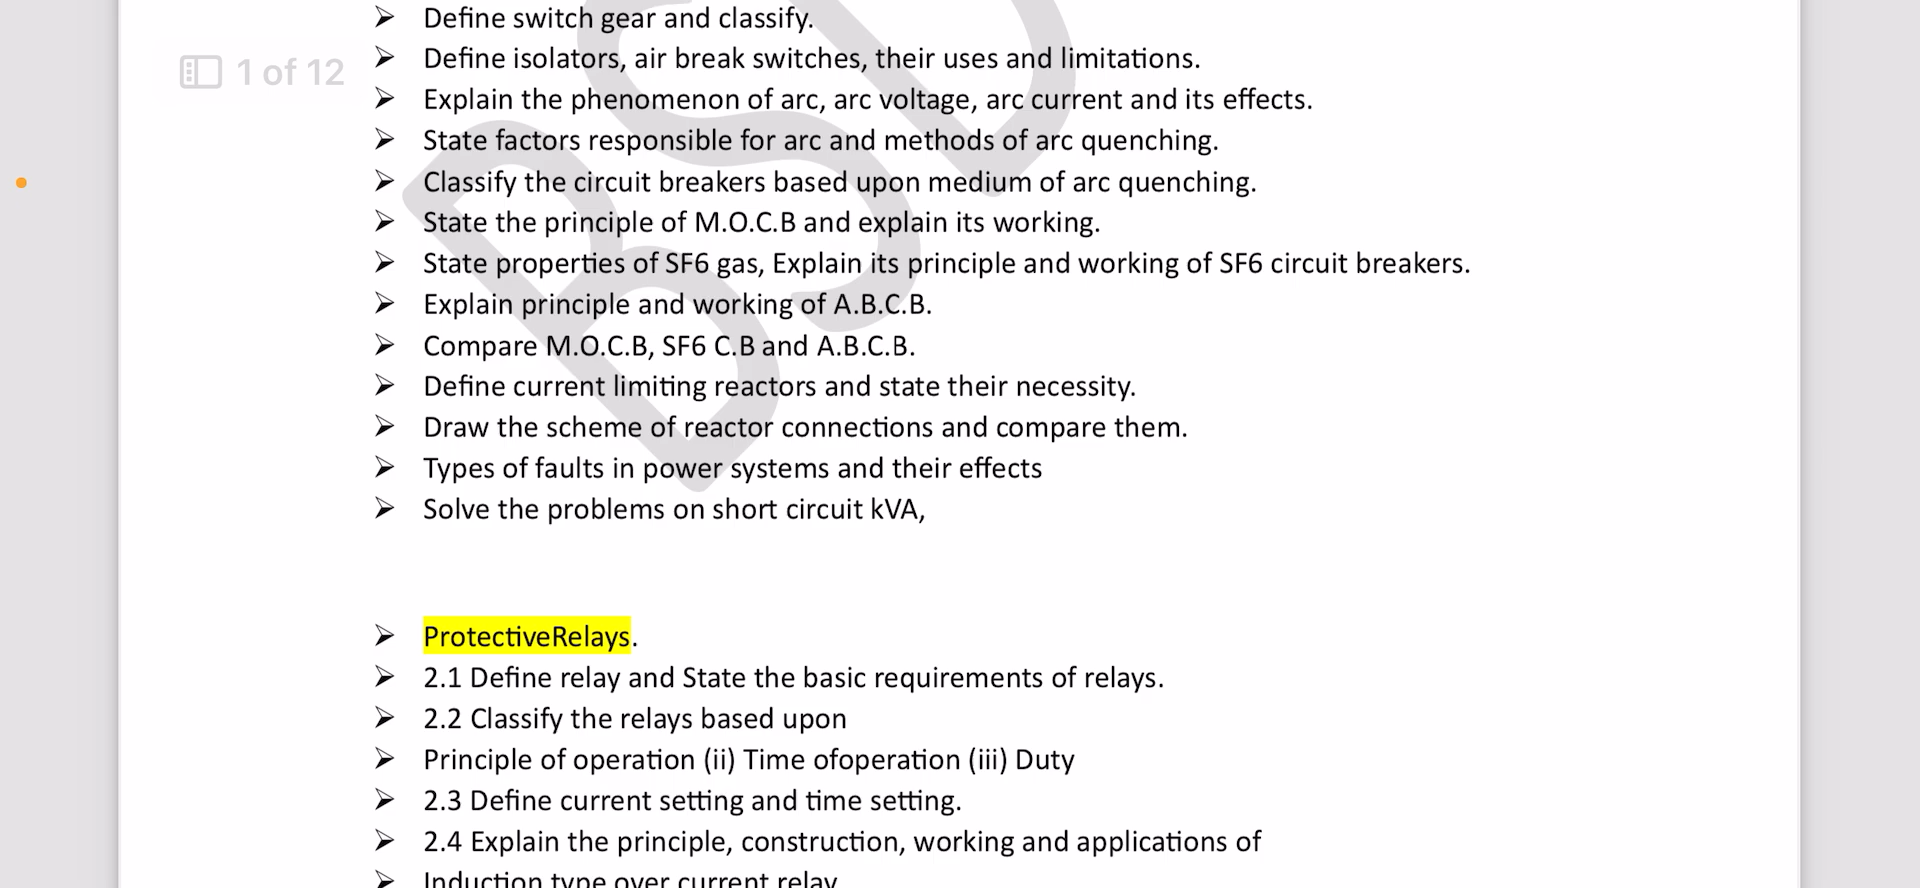 Define switch gear and classify.
1 of 12
Define isolators, air break switches, their uses and limitations.
Explain the phenomenon of arc, arc voltage, arc current and its effects.
State factors responsible for arc and methods of arc quenching.
Classify the circuit breakers based upon medium of arc quenching.
State the principle of M.O.C.B and explain its working.
State properties of SF6 gas, Explain its principle and working of SF6 circuit breakers.
Explain principle and working of A.B.C.B.
Compare M.O.C.B, SF6 C.B and A.B.C.B.
Define current limiting reactors and state their necessity.
Draw the scheme of reactor connections and compare them.
Types of faults in power systems and their effects
Solve the problems on short circuit kVA,
ProtectiveRelays.
2.1 Define relay and State the basic requirements of relays.
2.2 Classify the relays based upon
Principle of operation (ii) Time ofoperation (iii) Duty
2.3 Define current setting and time setting.
2.4 Explain the principle, construction, working and applications of
Induction type over current relay